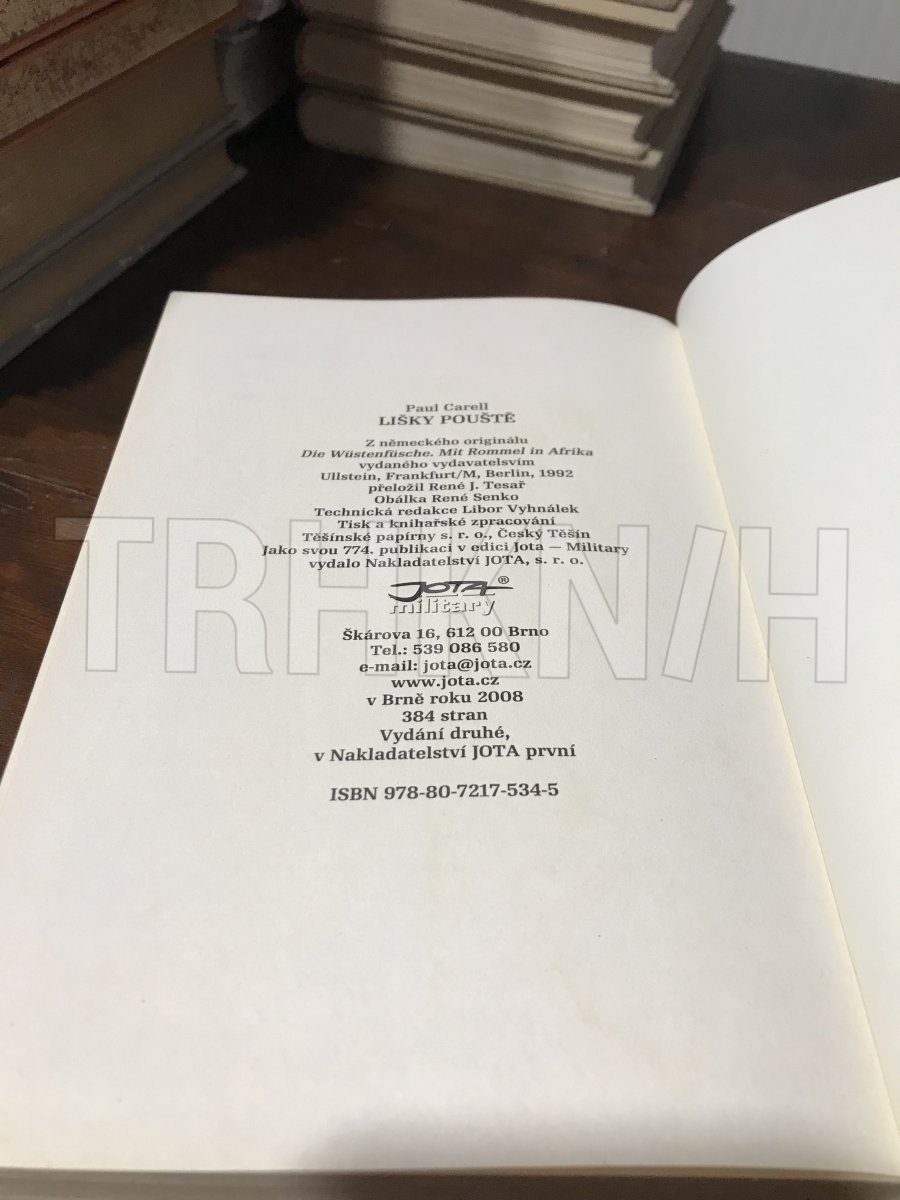 Paul Carell
LIŠKY POUŠTĚ
Z německého originálu
Die Wüstenfüsche. Mit Rommel in Afrika
vydaného vydavatelsvím
Ullstein, Frankfurt/M, Berlin, 1992
přeložil René J. Tesař
Obálka René Senko
Technická redakce Libor Vyhnálek
Tisk a knihařské zpracování
Těšínské papírny s. r. o., Český Těšín
Jako svou 774. publikaci v edici Jota — Military
vydalo Nakladatelství JOTA, s. r. o.
JOTA®
military
Škárova 16, 612 00 Brno
Tel.: 539 086 580
e-mail: jota@jota.cz
www.jota.cz
v Brně roku 2008
384 stran
Vydání druhé,
v Nakladatelství JOTA první
ISBN 978-80-7217-534-5
TRHKN/H